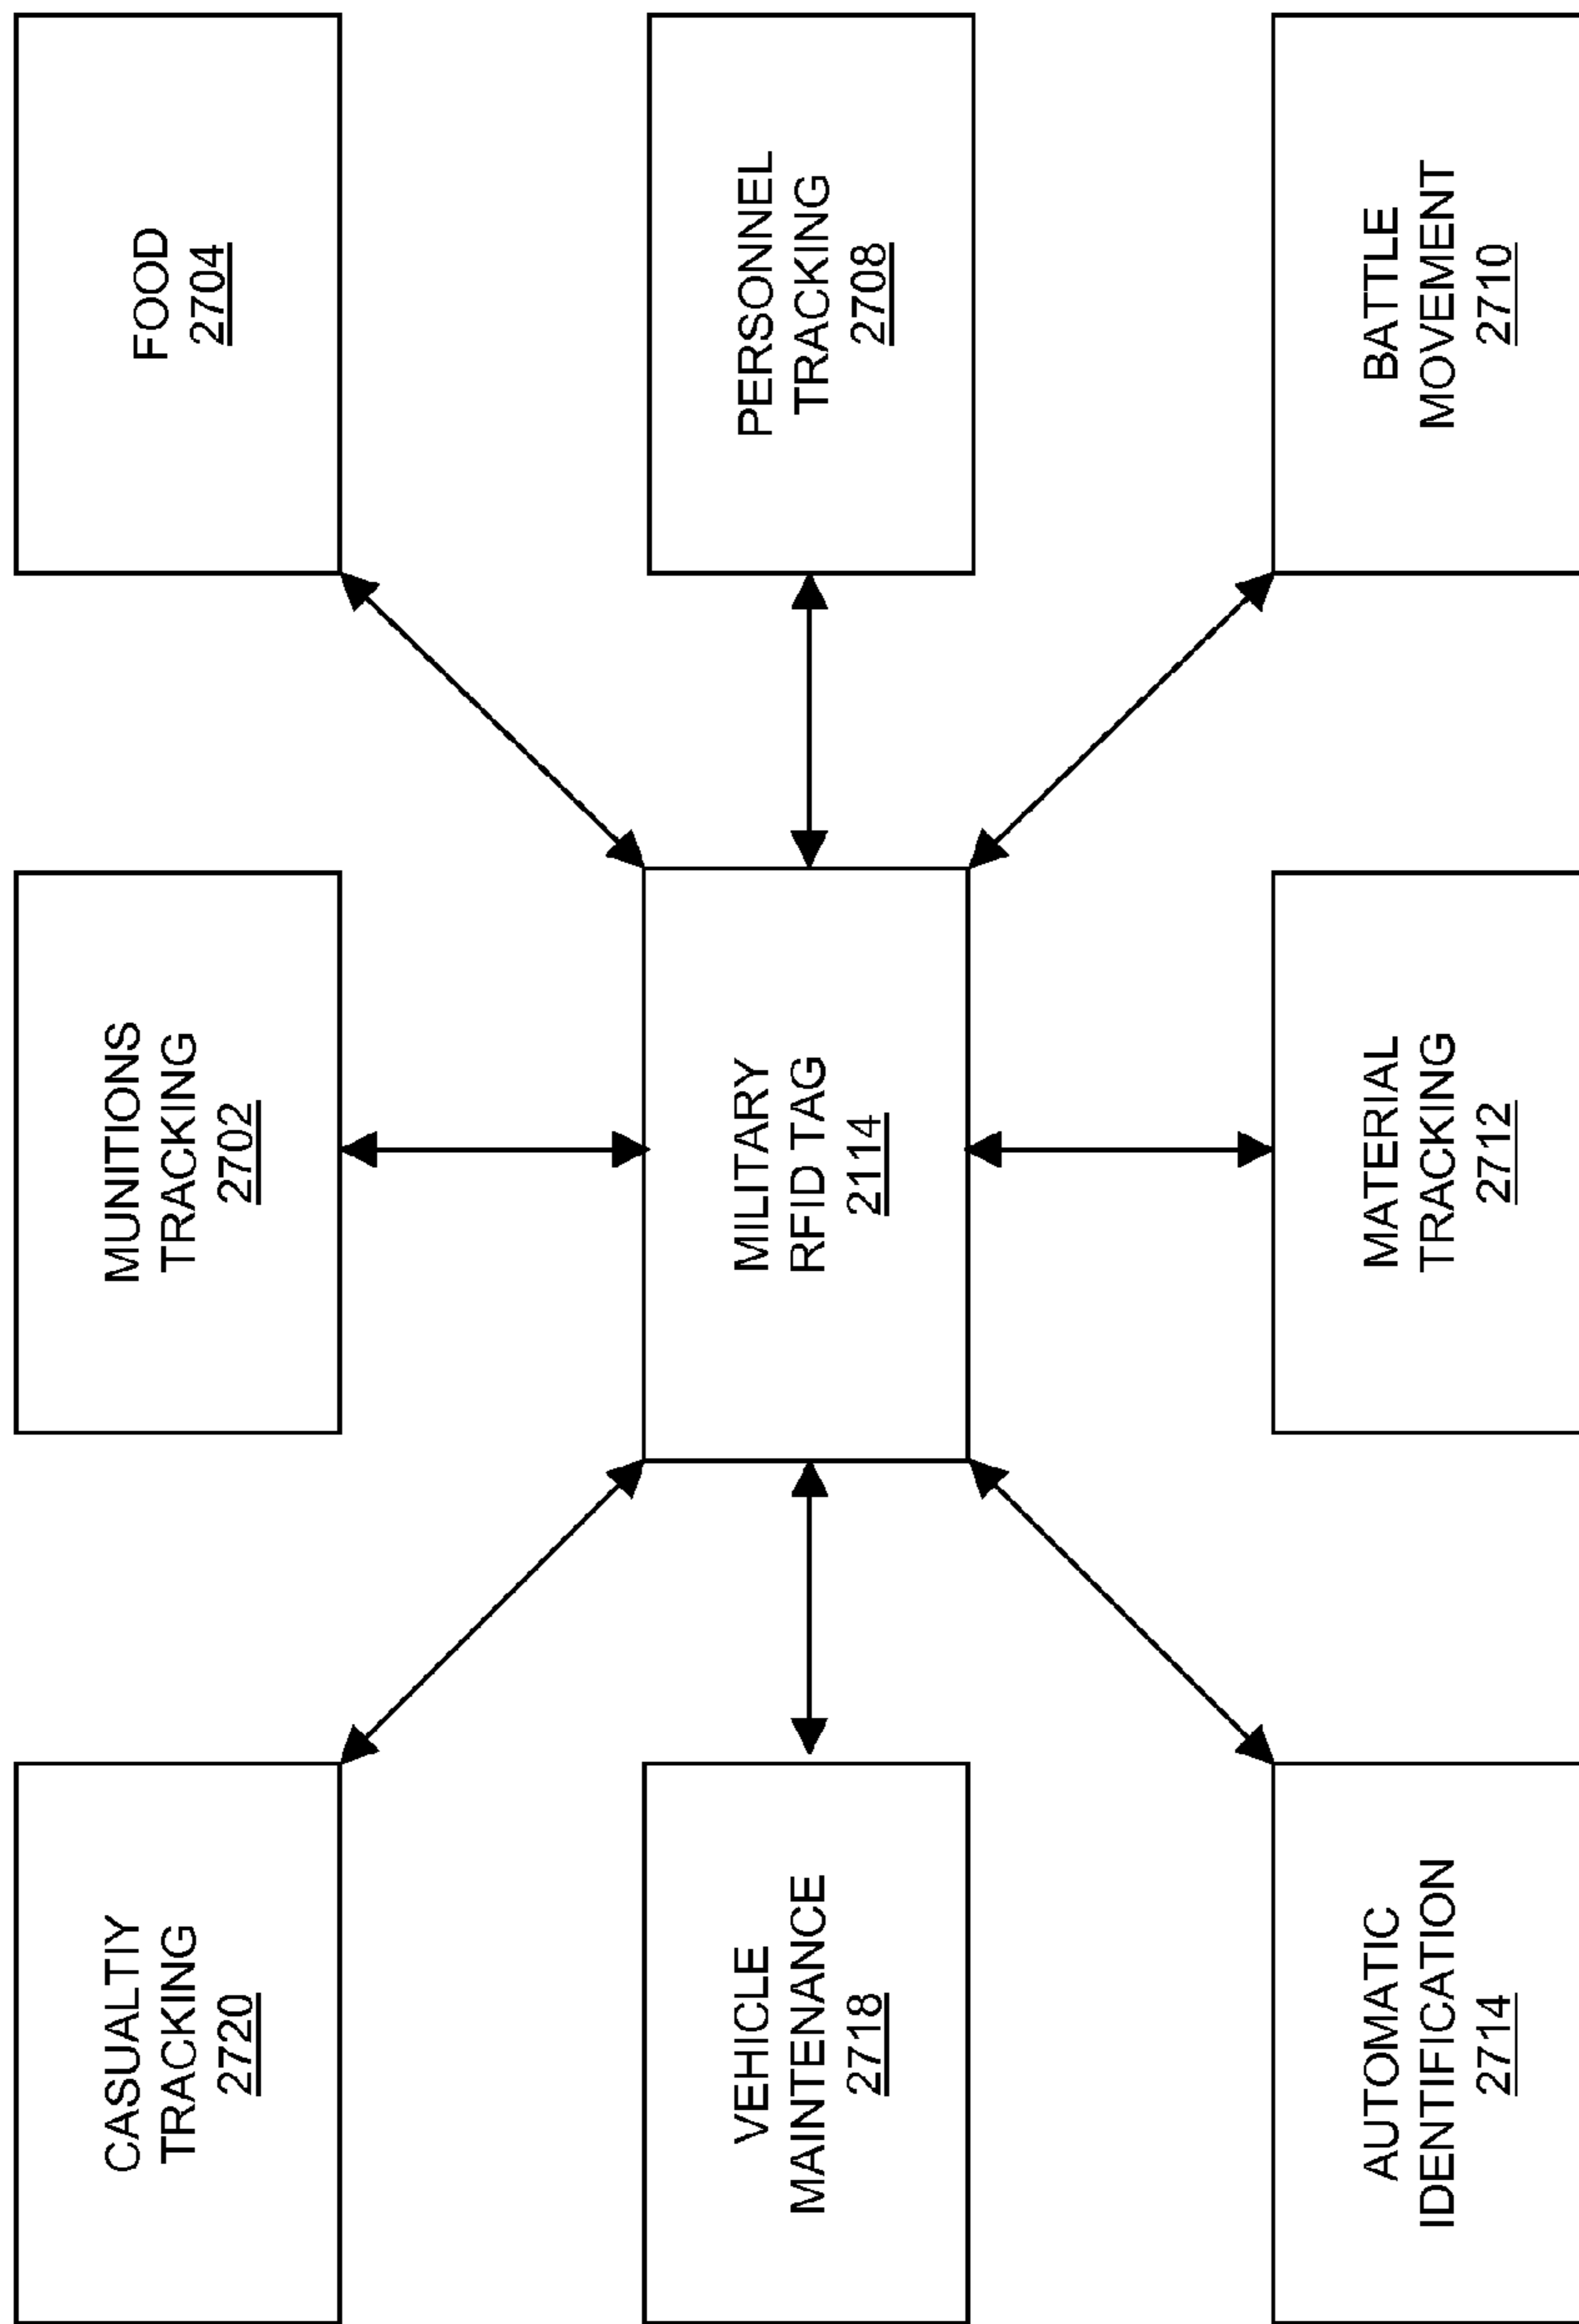 CASUALTIY
TRACKING
2720
MUNITIONS
TRACKING
2702
FOOD
2704
VEHICLE
MAINTENANCE
2718
MILITARY
RFID TAG
2114
PERSONNEL
TRACKING
2708
AUTOMATIC
IDENTIFICATION
2714
MATERIAL
TRACKING
2712
BATTLE
MOVEMENT
2710